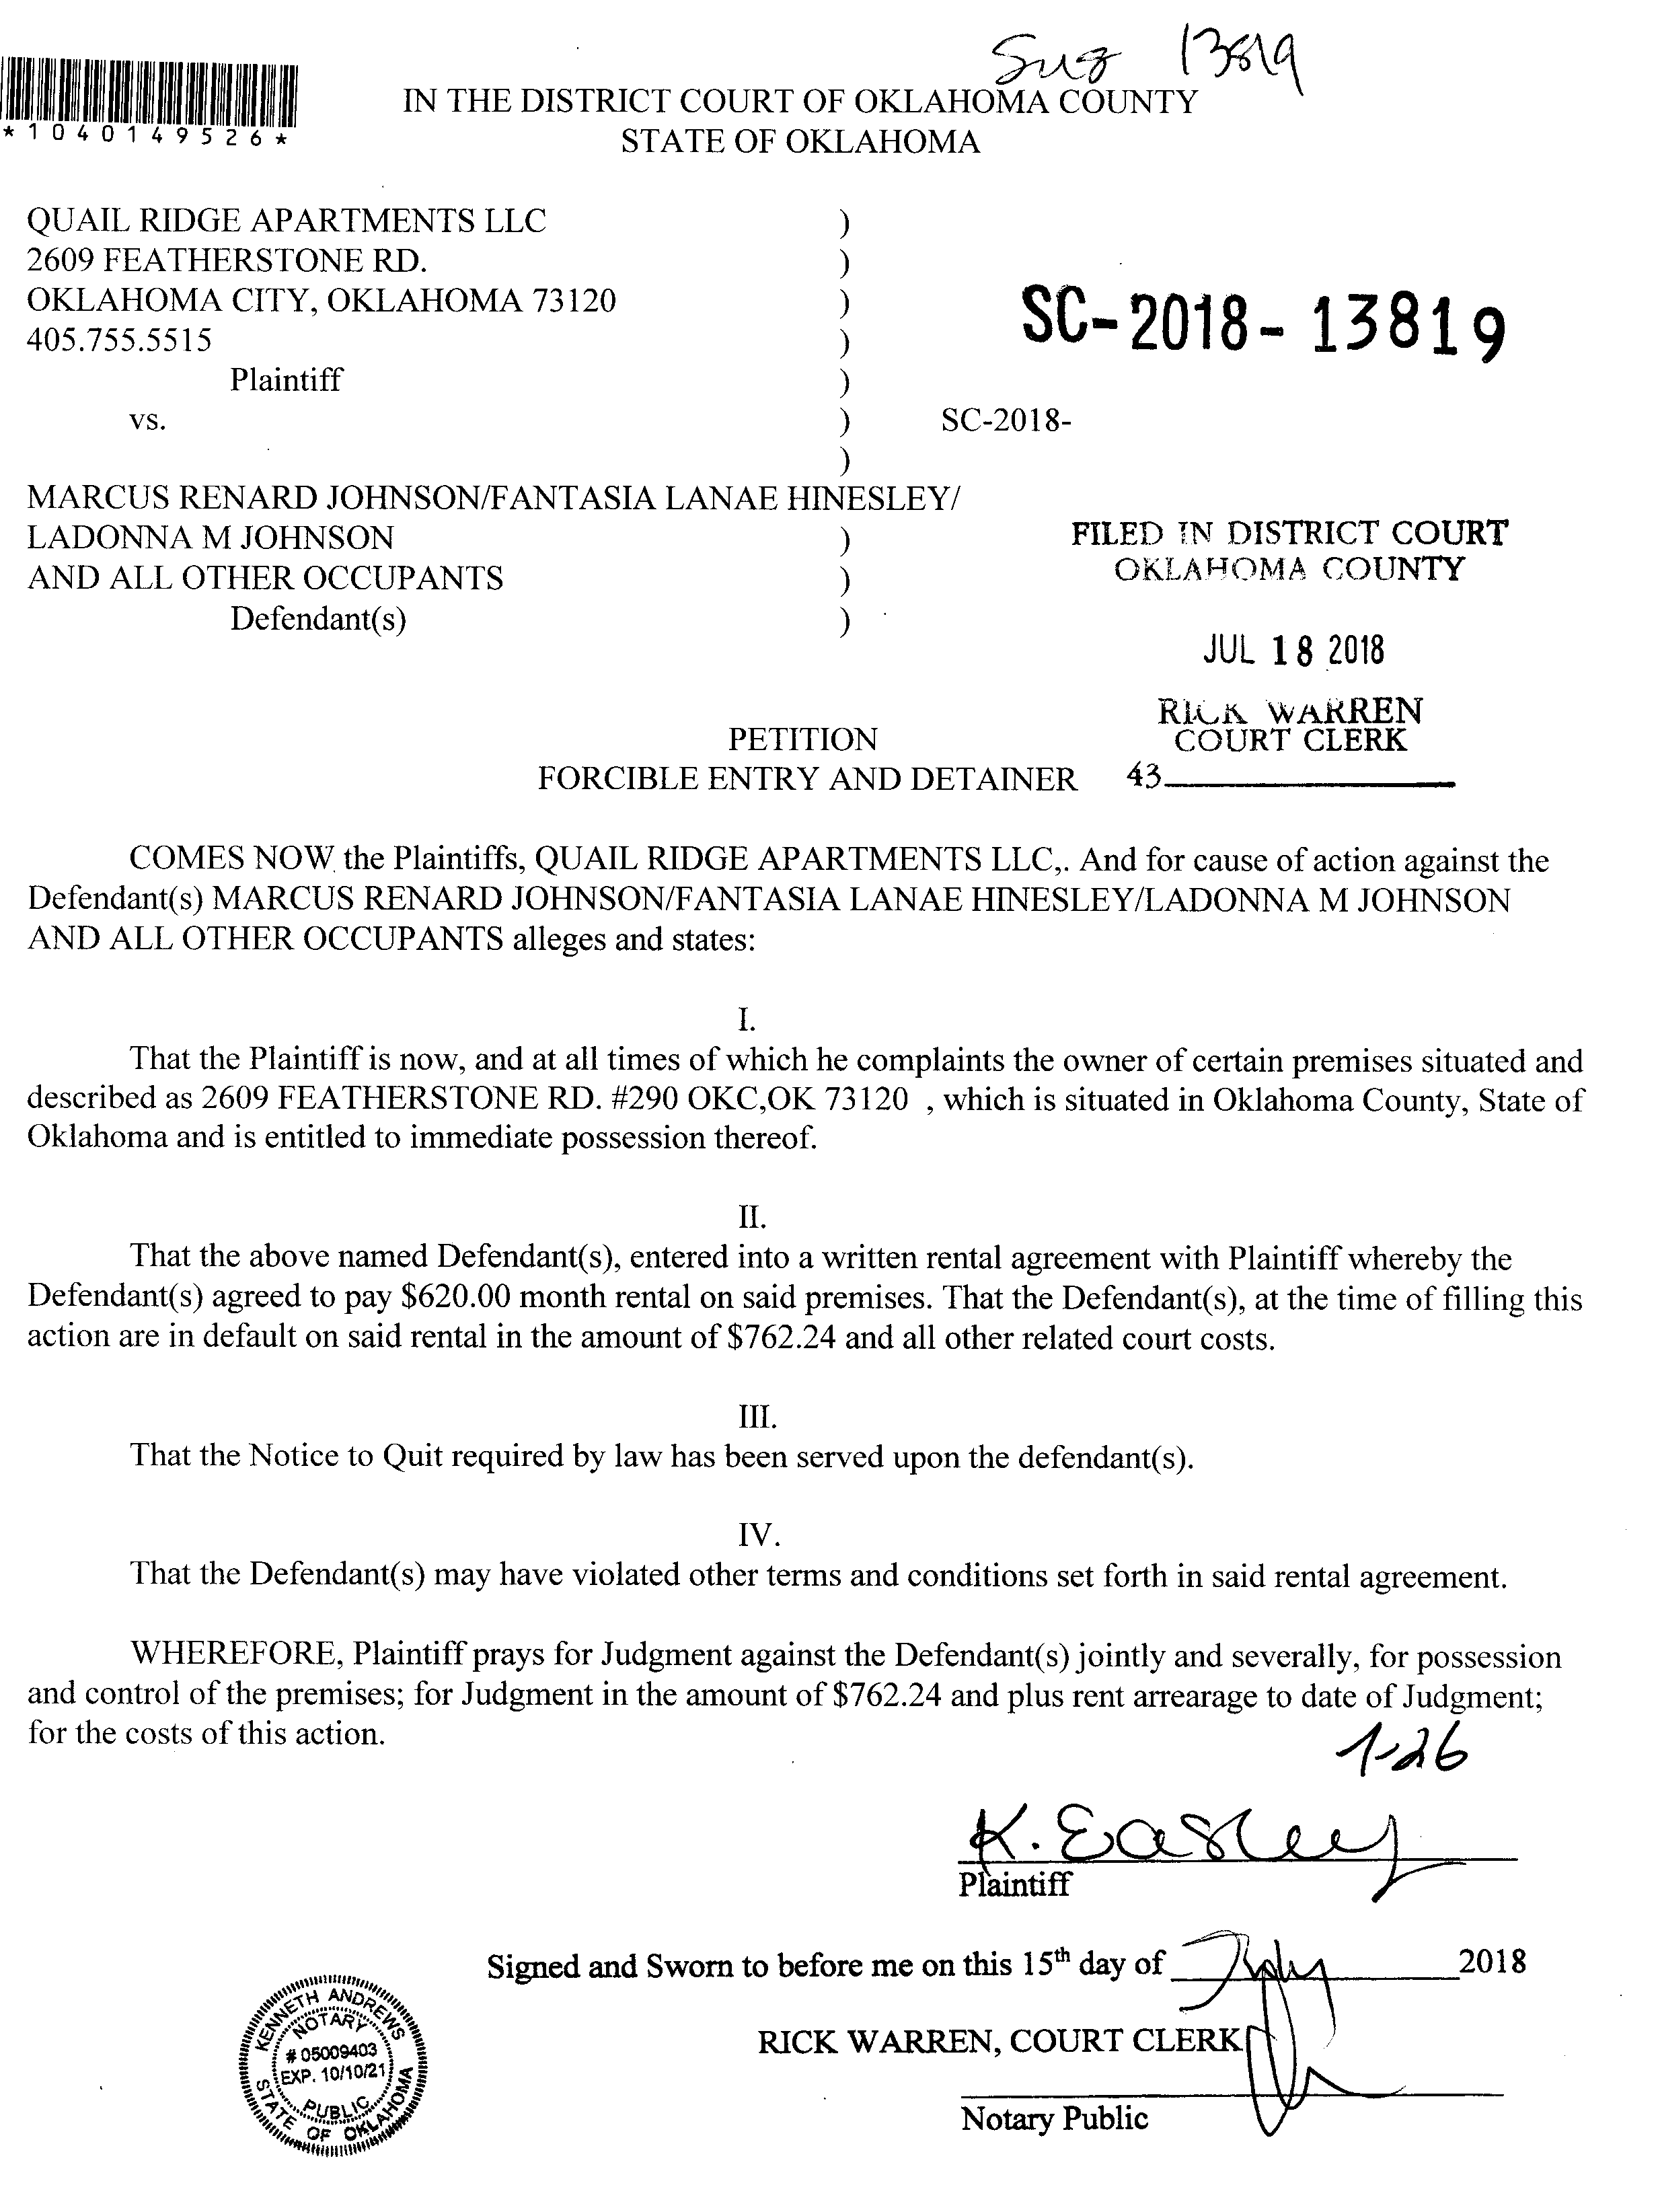 Sug 13819
*1040149526*
IN THE DISTRICT COURT OF OKLAHOMA COUNTY
STATE OF OKLAHOMA
QUAIL RIDGE APARTMENTS LLC )
2609 FEATHERSTONE RD. )
OKLAHOMA CITY, OKLAHOMA 73120 )
405.755.5515 )
Plaintiff )
vs. ) SC-2018-
)
SC-2018-13819
MARCUS RENARD JOHNSON/FANTASIA LANAE HINESLEY/
LADONNA M JOHNSON )
AND ALL OTHER OCCUPANTS )
Defendant(s) )
FILED IN DISTRICT COURT
OKLAHOMA COUNTY
JUL 18 2018
RICK WARREN
COURT CLERK
43
PETITION
FORCIBLE ENTRY AND DETAINER
COMES NOW the Plaintiffs, QUAIL RIDGE APARTMENTS LLC,. And for cause of action against the
Defendant(s) MARCUS RENARD JOHNSON/FANTASIA LANAE HINESLEY/LADONNA M JOHNSON
AND ALL OTHER OCCUPANTS alleges and states:
I.
That the Plaintiff is now, and at all times of which he complaints the owner of certain premises situated and
described as 2609 FEATHERSTONE RD. #290 OKC,OK 73120 , which is situated in Oklahoma County, State of
Oklahoma and is entitled to immediate possession thereof.
II.
That the above named Defendant(s), entered into a written rental agreement with Plaintiff whereby the
Defendant(s) agreed to pay $620.00 month rental on said premises. That the Defendant(s), at the time of filling this
action are in default on said rental in the amount of $762.24 and all other related court costs.
III.
That the Notice to Quit required by law has been served upon the defendant(s).
IV.
That the Defendant(s) may have violated other terms and conditions set forth in said rental agreement.
WHEREFORE, Plaintiff prays for Judgment against the Defendant(s) jointly and severally, for possession
and control of the premises; for Judgment in the amount of $762.24 and plus rent arrearage to date of Judgment;
for the costs of this action.
7-26
K. Easley
Plaintiff
Signed and Sworn to before me on this 15th day of July 2018
RICK WARREN, COURT CLERK
Notary Public
KENNETH ANDREWS
NOTARY
# 05009403
EXP. 10/10/21
PUBLIC
STATE OF OKLAHOMA